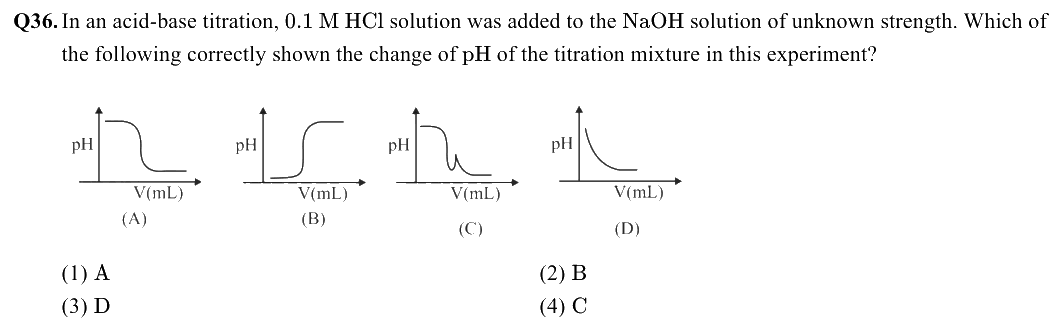 Q36. In an acid-base titration, 0.1 M HCl solution was added to the NaOH solution of unknown strength. Which of
the following correctly shown the change of pH of the titration mixture in this experiment?
pH pH pH pH
V(mL) V(mL) V(mL) V(mL)
(A) (B) (C) (D)
(1) A (2) B
(3) D (4) C